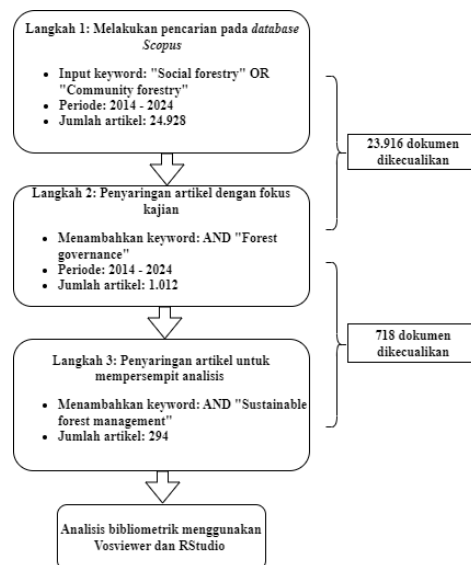 Langkah 1: Melakukan pencarian pada database
Scopus
• Input keyword: "Social forestry" OR
"Community forestry"
• Periode: 2014 - 2024
• Jumlah artikel: 24.928
23.916 dokumen
dikecualikan
Langkah 2: Penyaringan artikel dengan fokus
kajian
• Menambahkan keyword: AND "Forest
governance"
• Periode: 2014 - 2024
• Jumlah artikel: 1.012
718 dokumen
dikecualikan
Langkah 3: Penyaringan artikel untuk
mempersempit analisis
• Menambahkan keyword: AND "Sustainable
forest management"
• Jumlah artikel: 294
Analisis bibliometrik menggunakan
Vosviewer dan RStudio